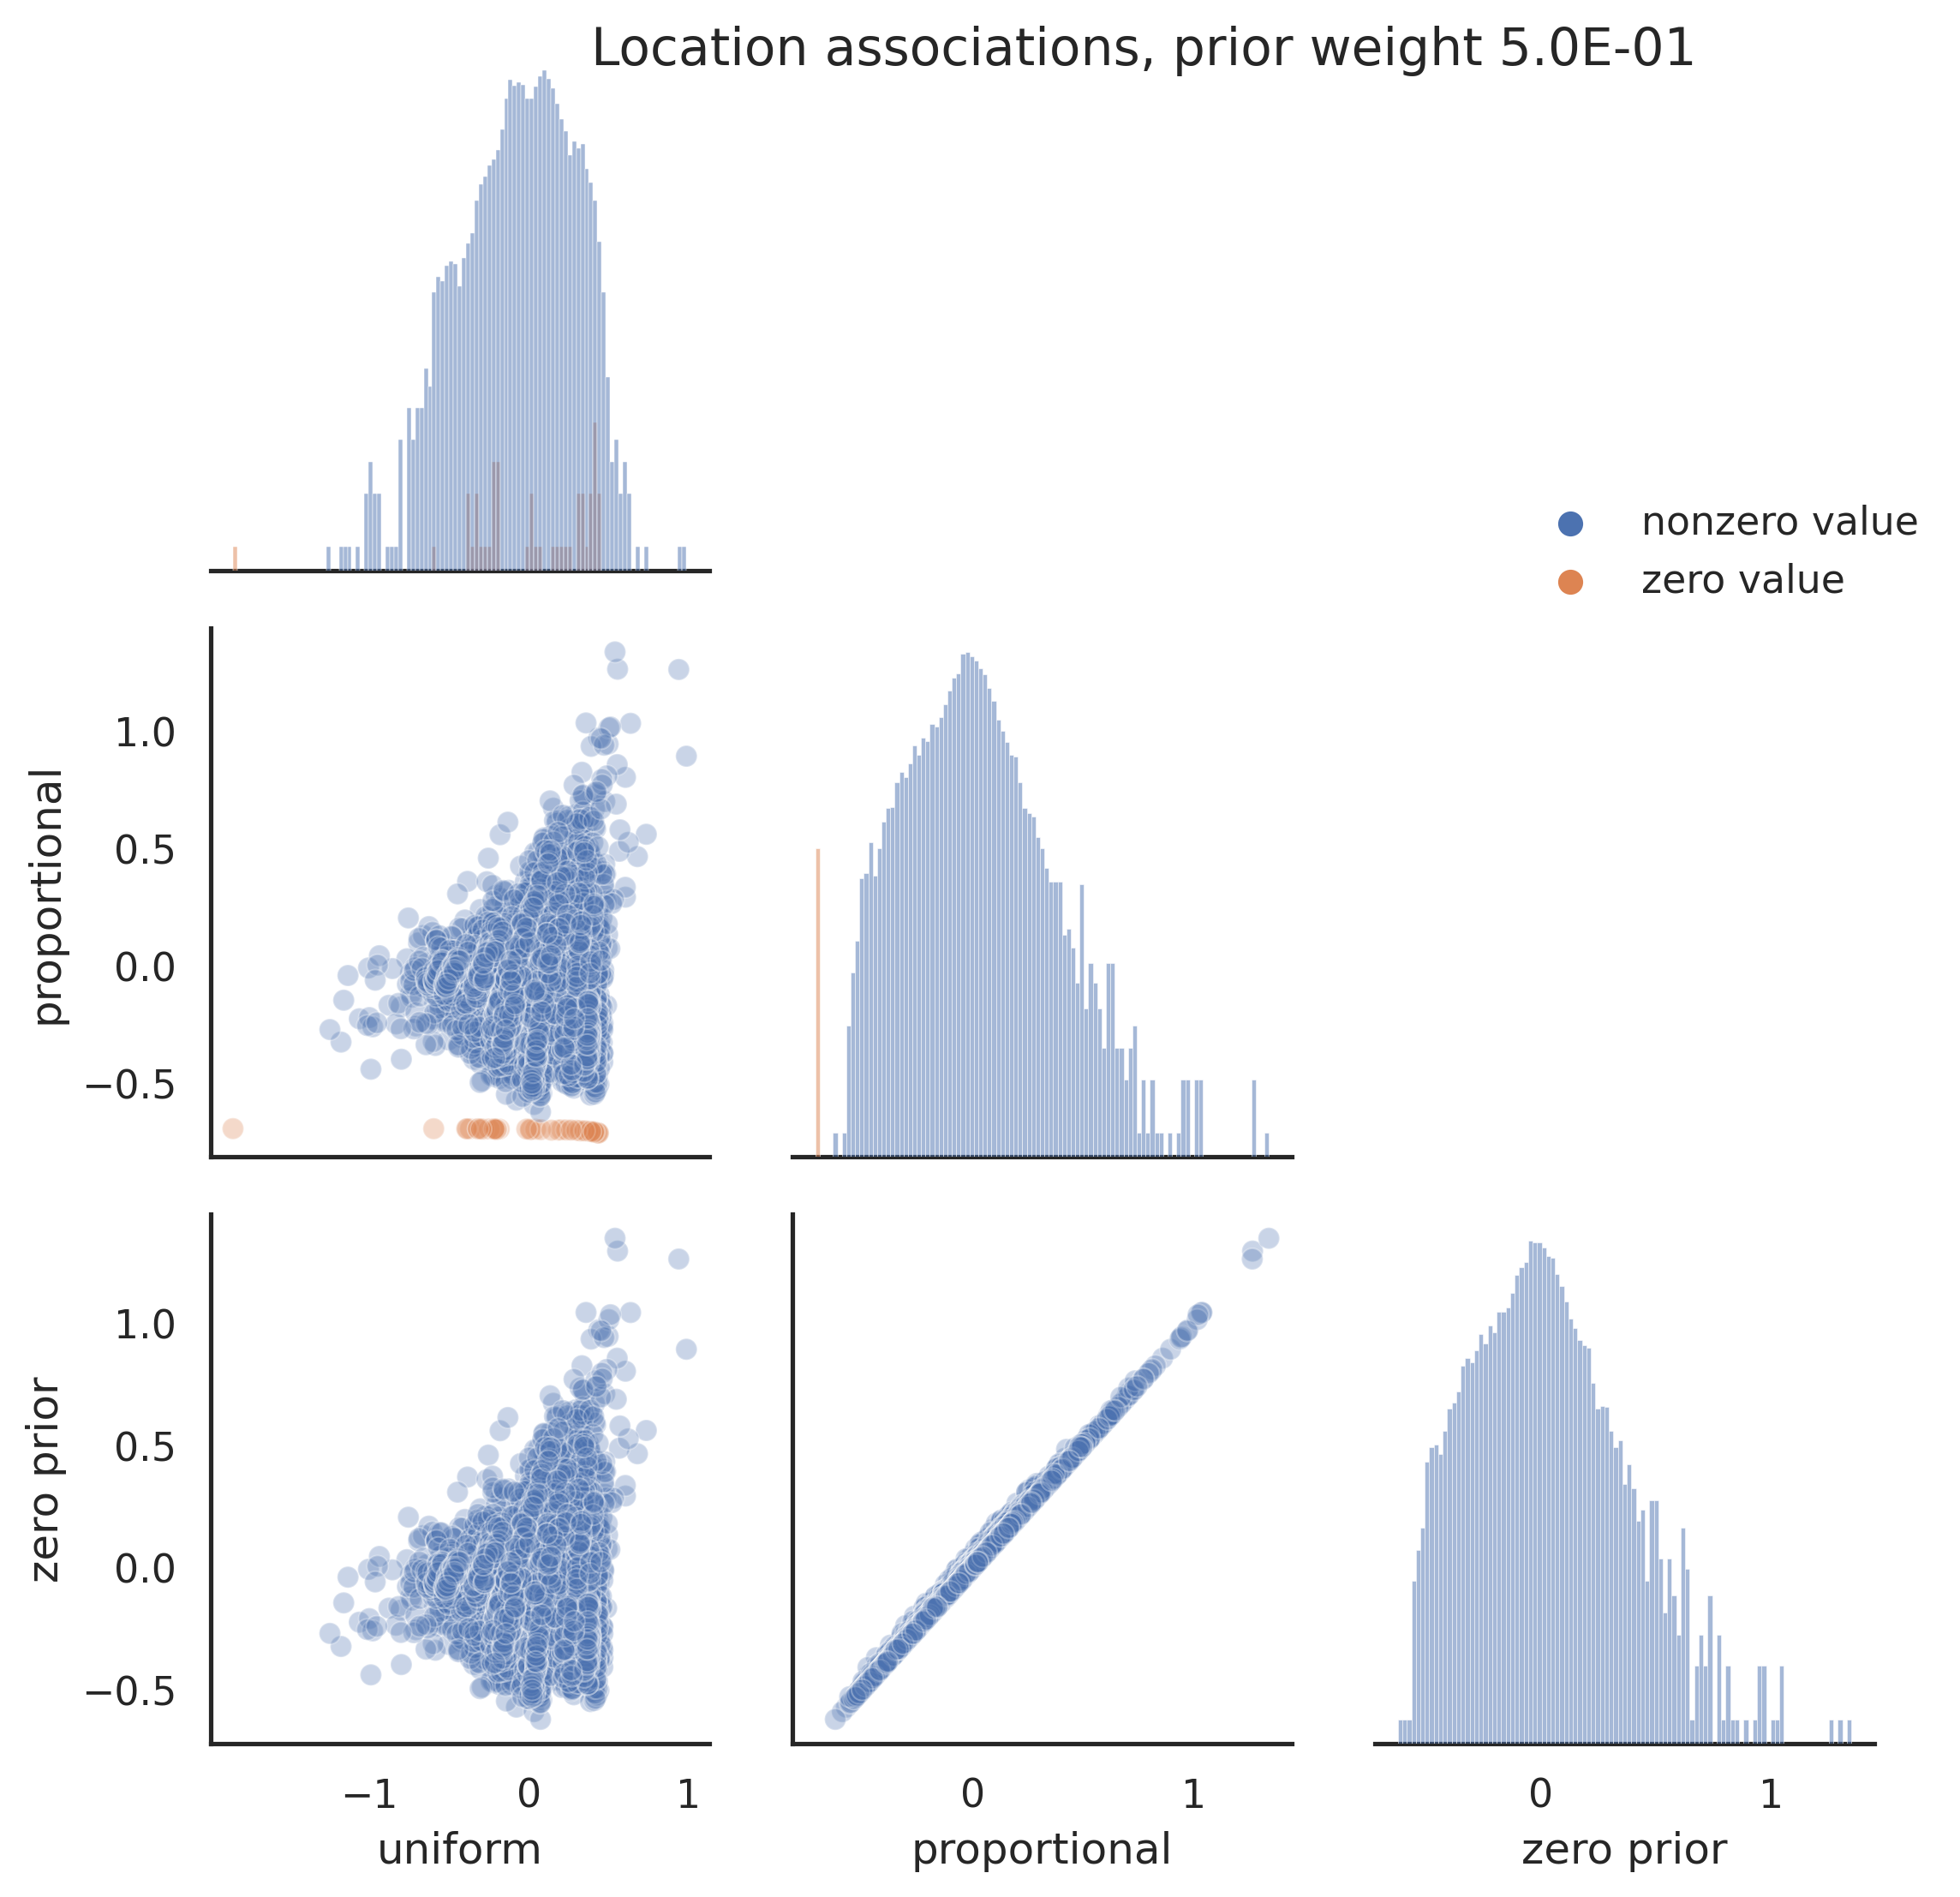 Location associations, prior weight 5.0E-01
nonzero value
zero value
proportional
1.0
0.5
0.0
−0.5
zero prior
1.0
0.5
0.0
−0.5
−1 0 1
uniform
0 1
proportional
0 1
zero prior